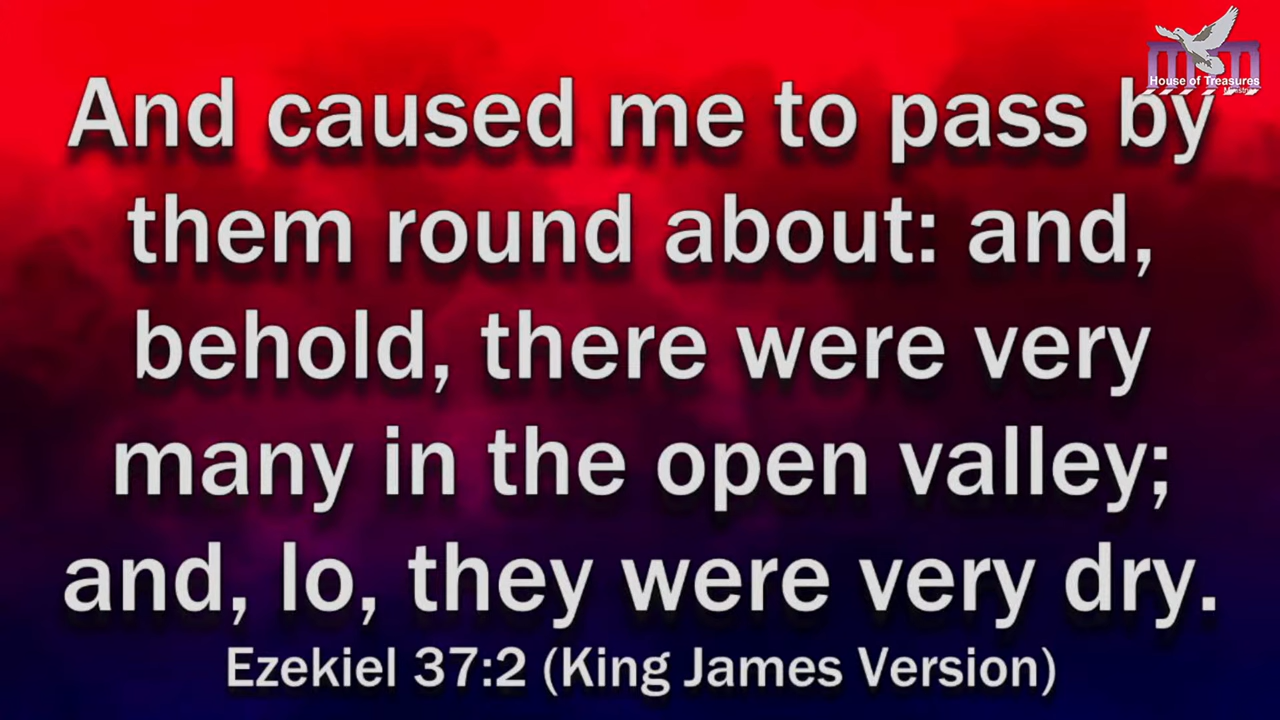 House of Treasures
Ministries
And caused me to pass by
them round about: and,
behold, there were very
many in the open valley;
and, lo, they were very dry.
Ezekiel 37:2 (King James Version)